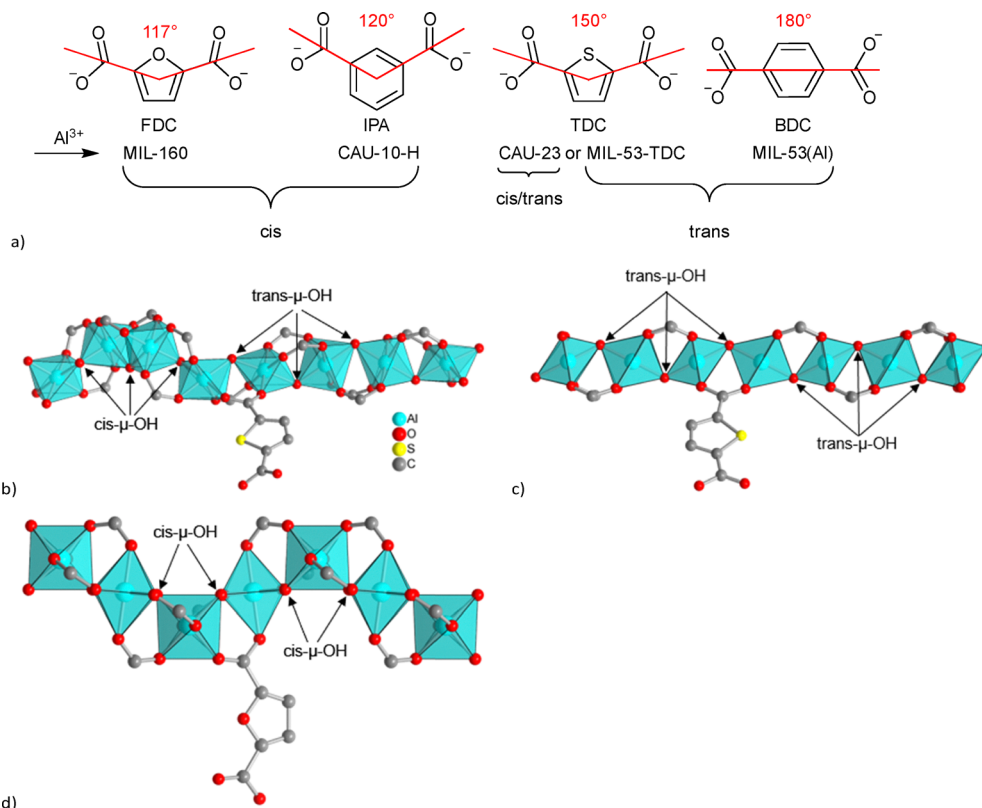 117° 120° 150° 180°
O O O O S O O O⁻
⁻O O⁻ ⁻O O⁻ ⁻O O⁻ ⁻O O
FDC IPA TDC BDC
Al³⁺
MIL-160 CAU-10-H CAU-23 or MIL-53-TDC MIL-53(Al)
cis/trans
cis trans
a)
trans-μ-OH
cis-μ-OH
Al
O
S
C
b)
trans-μ-OH
trans-μ-OH
c)
cis-μ-OH
cis-μ-OH
d)